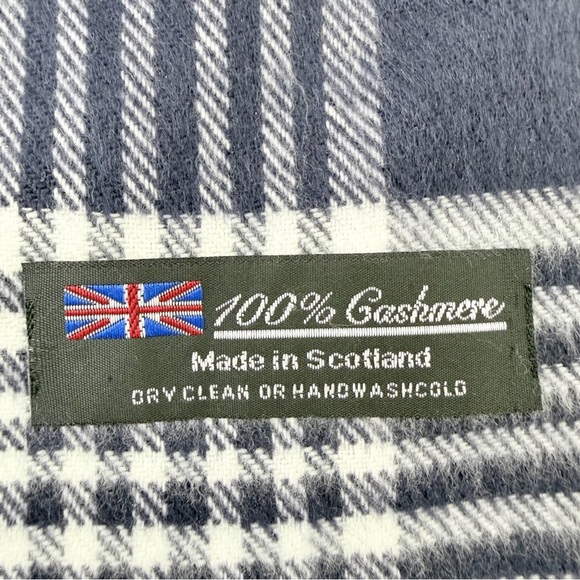 100% Cashmere
Made in Scotland
DRY CLEAN OR HANDWASHCOLD